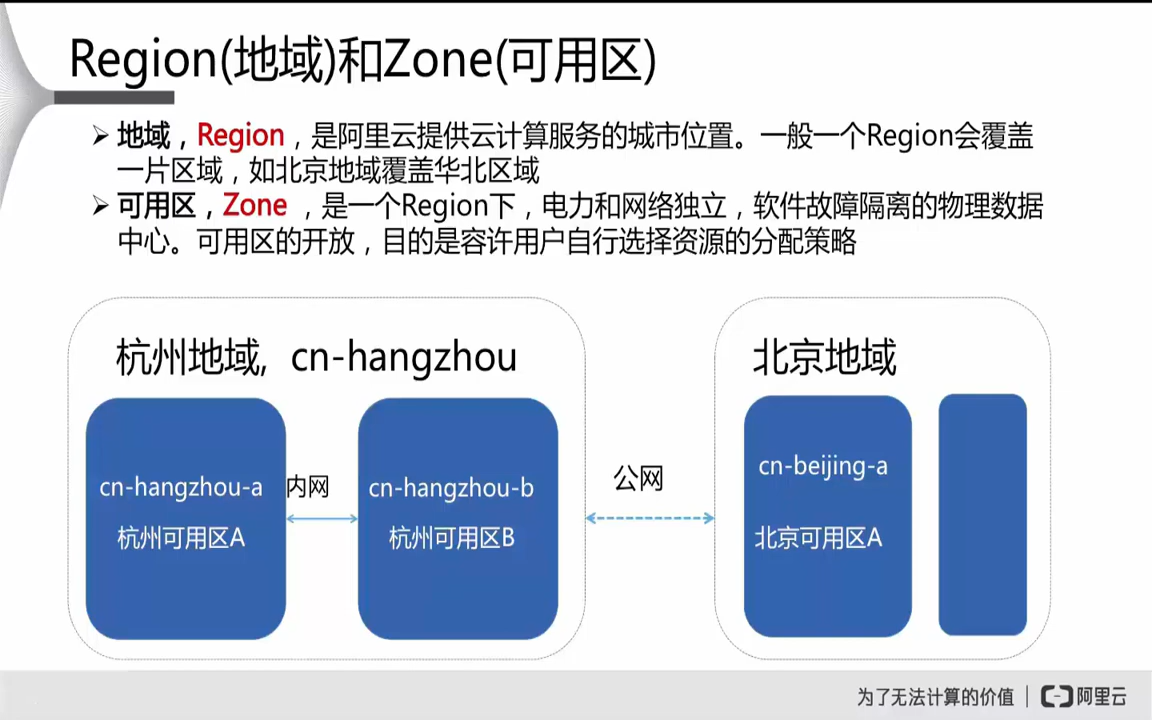 Region(地域)和Zone(可用区)
地域，Region，是阿里云提供云计算服务的城市位置。一般一个Region会覆盖
一片区域，如北京地域覆盖华北区域
可用区，Zone ，是一个Region下，电力和网络独立，软件故障隔离的物理数据
中心。可用区的开放，目的是容许用户自行选择资源的分配策略
杭州地域, cn-hangzhou
北京地域
cn-hangzhou-a
杭州可用区A
内网
cn-hangzhou-b
杭州可用区B
公网
cn-beijing-a
北京可用区A
为了无法计算的价值 | 阿里云